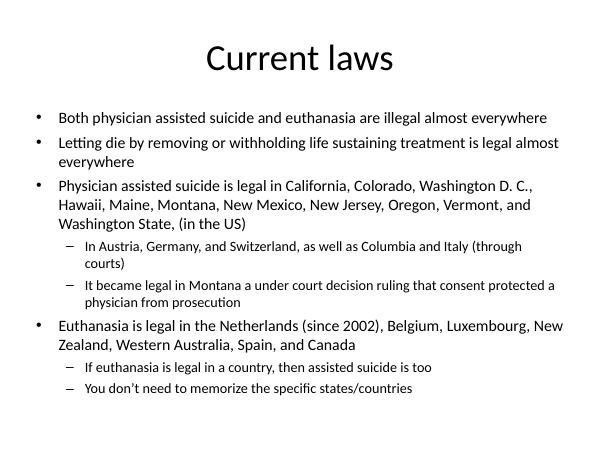 Current laws
• Both physician assisted suicide and euthanasia are illegal almost everywhere
• Letting die by removing or withholding life sustaining treatment is legal almost
everywhere
• Physician assisted suicide is legal in California, Colorado, Washington D. C.,
Hawaii, Maine, Montana, New Mexico, New Jersey, Oregon, Vermont, and
Washington State, (in the US)
– In Austria, Germany, and Switzerland, as well as Columbia and Italy (through
courts)
– It became legal in Montana a under court decision ruling that consent protected a
physician from prosecution
• Euthanasia is legal in the Netherlands (since 2002), Belgium, Luxembourg, New
Zealand, Western Australia, Spain, and Canada
– If euthanasia is legal in a country, then assisted suicide is too
– You don’t need to memorize the specific states/countries